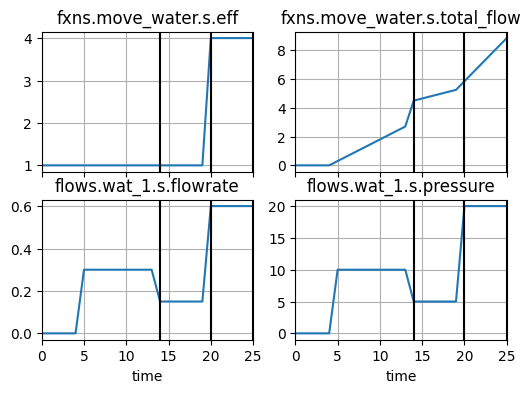 fxns.move_water.s.eff
fxns.move_water.s.total_flow
4
3
2
1
8
6
4
2
0
flows.wat_1.s.flowrate
flows.wat_1.s.pressure
0.6
0.4
0.2
0.0
20
15
10
5
0
0 5 10 15 20 25
0 5 10 15 20 25
time
time